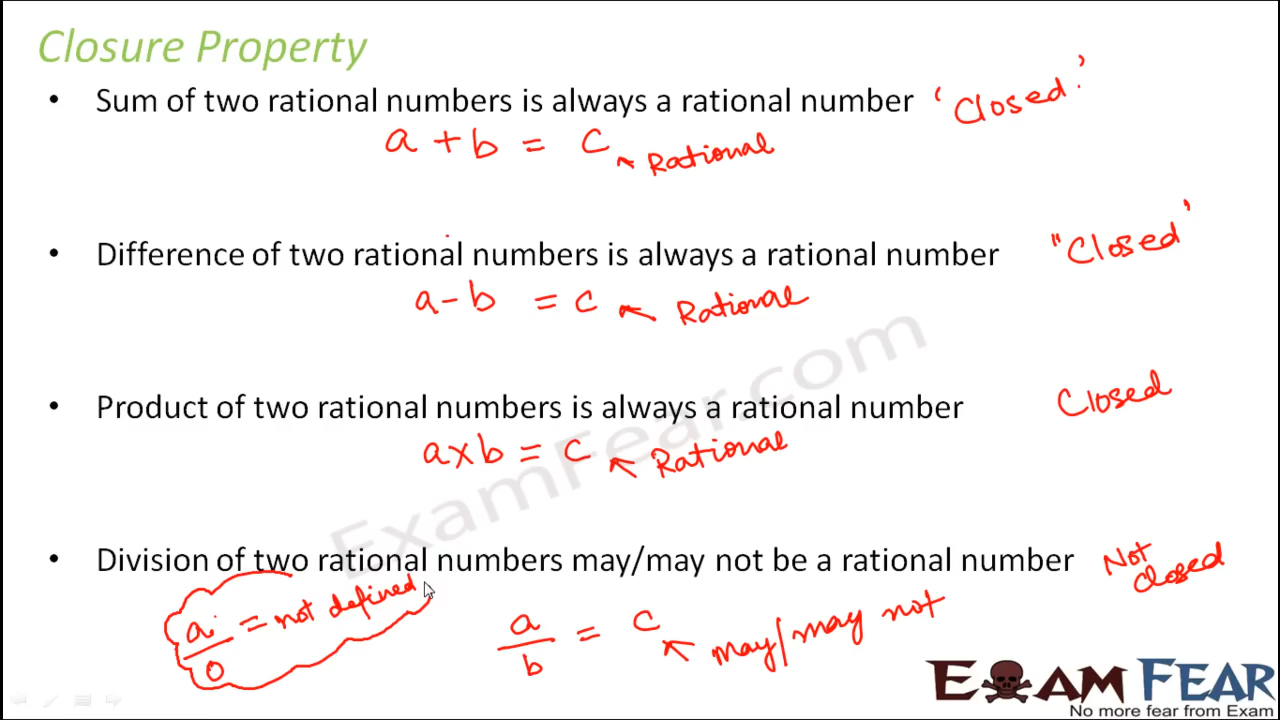 Closure Property
• Sum of two rational numbers is always a rational number 'Closed'
a + b = c Rational
• Difference of two rational numbers is always a rational number "Closed'
a - b = c Rational
• Product of two rational numbers is always a rational number Closed
a x b = c Rational
ExamFear.com
• Division of two rational numbers may/may not be a rational number Not closed
a/0 = not defined
a/b = c may/may not
EXAM FEAR
No more fear from Exam